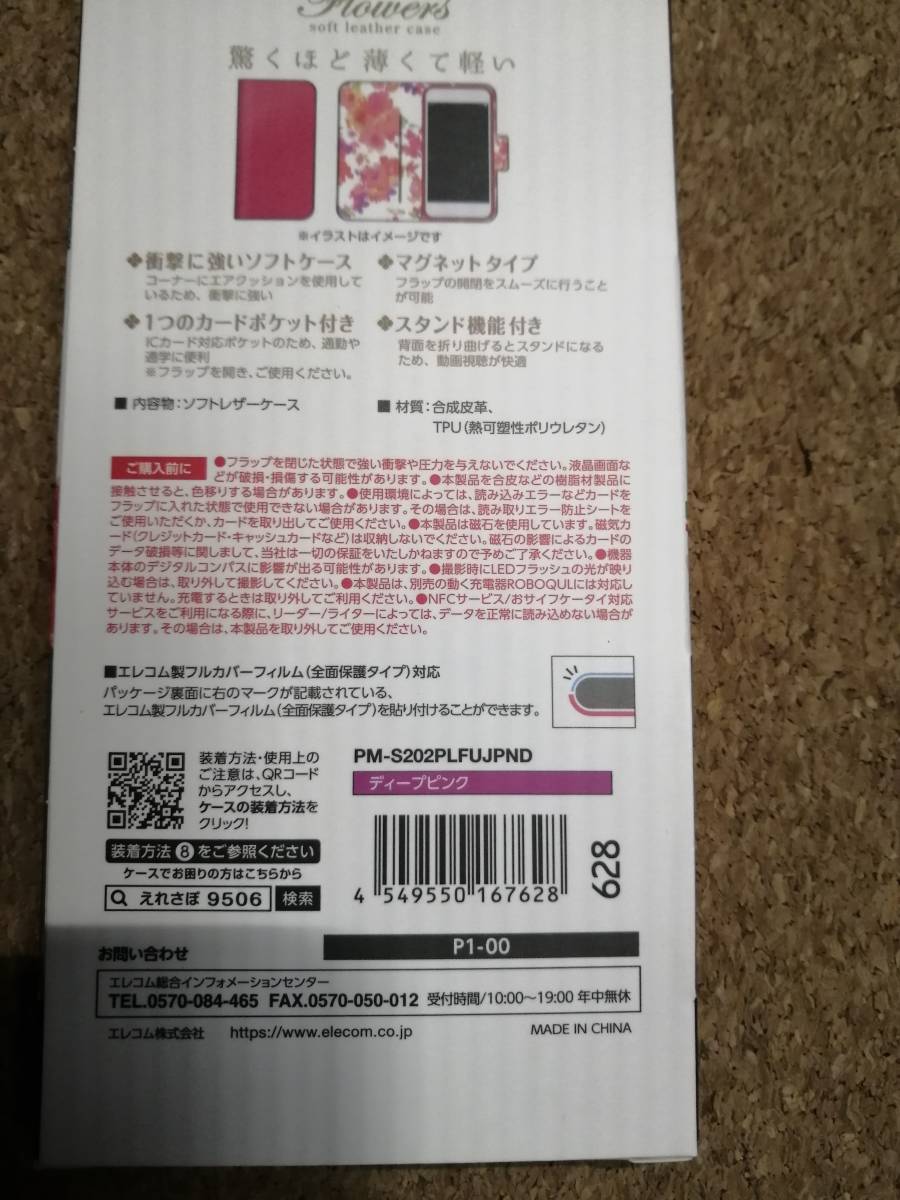 Flowers
soft leather case
驚くほど薄くて軽い
※イラストはイメージです
❖衝撃に強いソフトケース
コーナーにエアクッションを使用して
いるため、衝撃に強い
❖マグネットタイプ
フラップの開閉をスムーズに行うこと
が可能
❖1つのカードポケット付き
ICカード対応ポケットのため、通勤や
通学に便利
※フラップを開き、ご使用ください。
❖スタンド機能付き
背面を折り曲げるとスタンドになる
ため、動画視聴が快適
■ 内容物:ソフトレザーケース
■ 材質:合成皮革、
TPU(熱可塑性ポリウレタン)
ご購入前に
●フラップを閉じた状態で強い衝撃や圧力を与えないでください。液晶画面な
どが破損・損傷する可能性があります。●本製品を合皮などの樹脂材製品に
接触させると、色移りする場合があります。●使用環境によっては、読み込みエラーなどカードを
フラップに入れた状態で使用できない場合があります。その場合は、読み取りエラー防止シートを
ご使用いただくか、カードを取り出してご使用ください。●本製品は磁石を使用しています。磁気カ
ード(クレジットカード・キャッシュカードなど)は収納しないでください。磁石の影響によるカードの
データ破損等に関しまして、当社は一切の保証をいたしかねますので予めご了承ください。●機器
本体のデジタルコンパスに影響が出る可能性があります。●撮影時にLEDフラッシュの光が映り
込む場合は、取り外して撮影してください。●本製品は、別売の動く充電器ROBOQULには対応し
ていません。充電するときは取り外してご利用ください。●NFCサービス/おサイフケータイ対応
サービスをご利用になる際に、リーダー/ライターによっては、データを正常に読み込めない場合が
あります。その場合は、本製品を取り外してご使用ください。
■エレコム製フルカバーフィルム(全面保護タイプ)対応
パッケージ裏面に右のマークが記載されている、
エレコム製フルカバーフィルム(全面保護タイプ)を貼り付けることができます。
装着方法・使用上の
ご注意は、QRコード
からアクセスし、
ケースの装着方法を
クリック!
装着方法⑧をご参照ください
ケースでお困りの方はこちらから
えれさぽ 9506 検索
PM-S202PLFUJPND
ディープピンク
4 549550 167628
628
P1-00
お問い合わせ
エレコム総合インフォメーションセンター
TEL.0570-084-465 FAX.0570-050-012 受付時間/10:00～19:00 年中無休
エレコム株式会社 https://www.elecom.co.jp
MADE IN CHINA